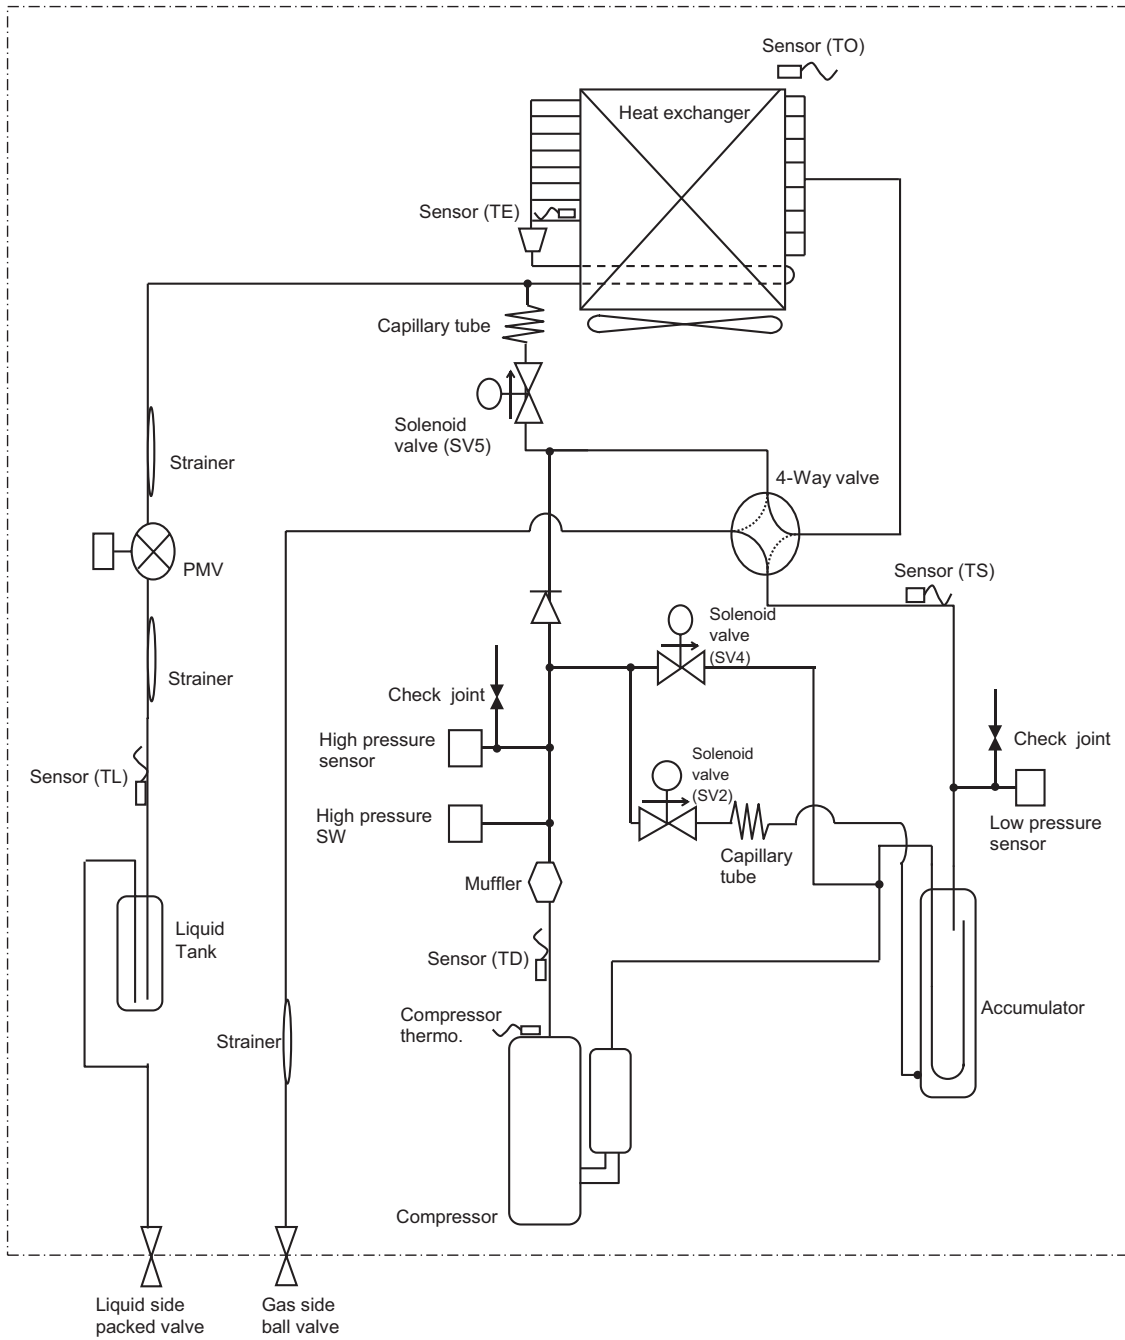 Sensor (TO)
Heat exchanger
Sensor (TE)
Capillary tube
Solenoid
valve (SV5)
Strainer
4-Way valve
PMV
Sensor (TS)
Solenoid
valve
(SV4)
Strainer
Check joint
High pressure
sensor
Check joint
Solenoid
valve
(SV2)
Sensor (TL)
High pressure
SW
Low pressure
sensor
Capillary
tube
Muffler
Liquid
Tank
Sensor (TD)
Accumulator
Compressor
thermo.
Strainer
Compressor
Liquid side
packed valve
Gas side
ball valve